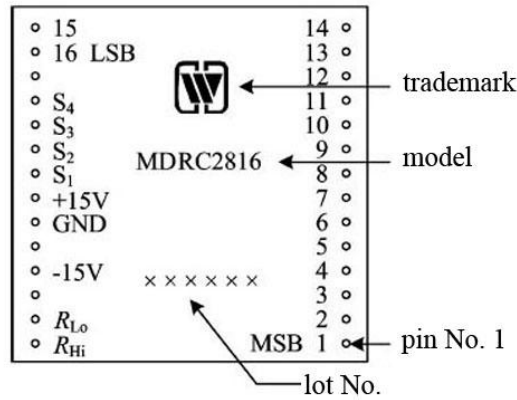 15 14
16 LSB 13
12
trademark
S4 11
S3 10
S2 9
MDRC2816
model
S1 8
+15V 7
GND 6
5
-15V 4
××××××
3
RLo 2
RHi MSB 1
pin No. 1
lot No.